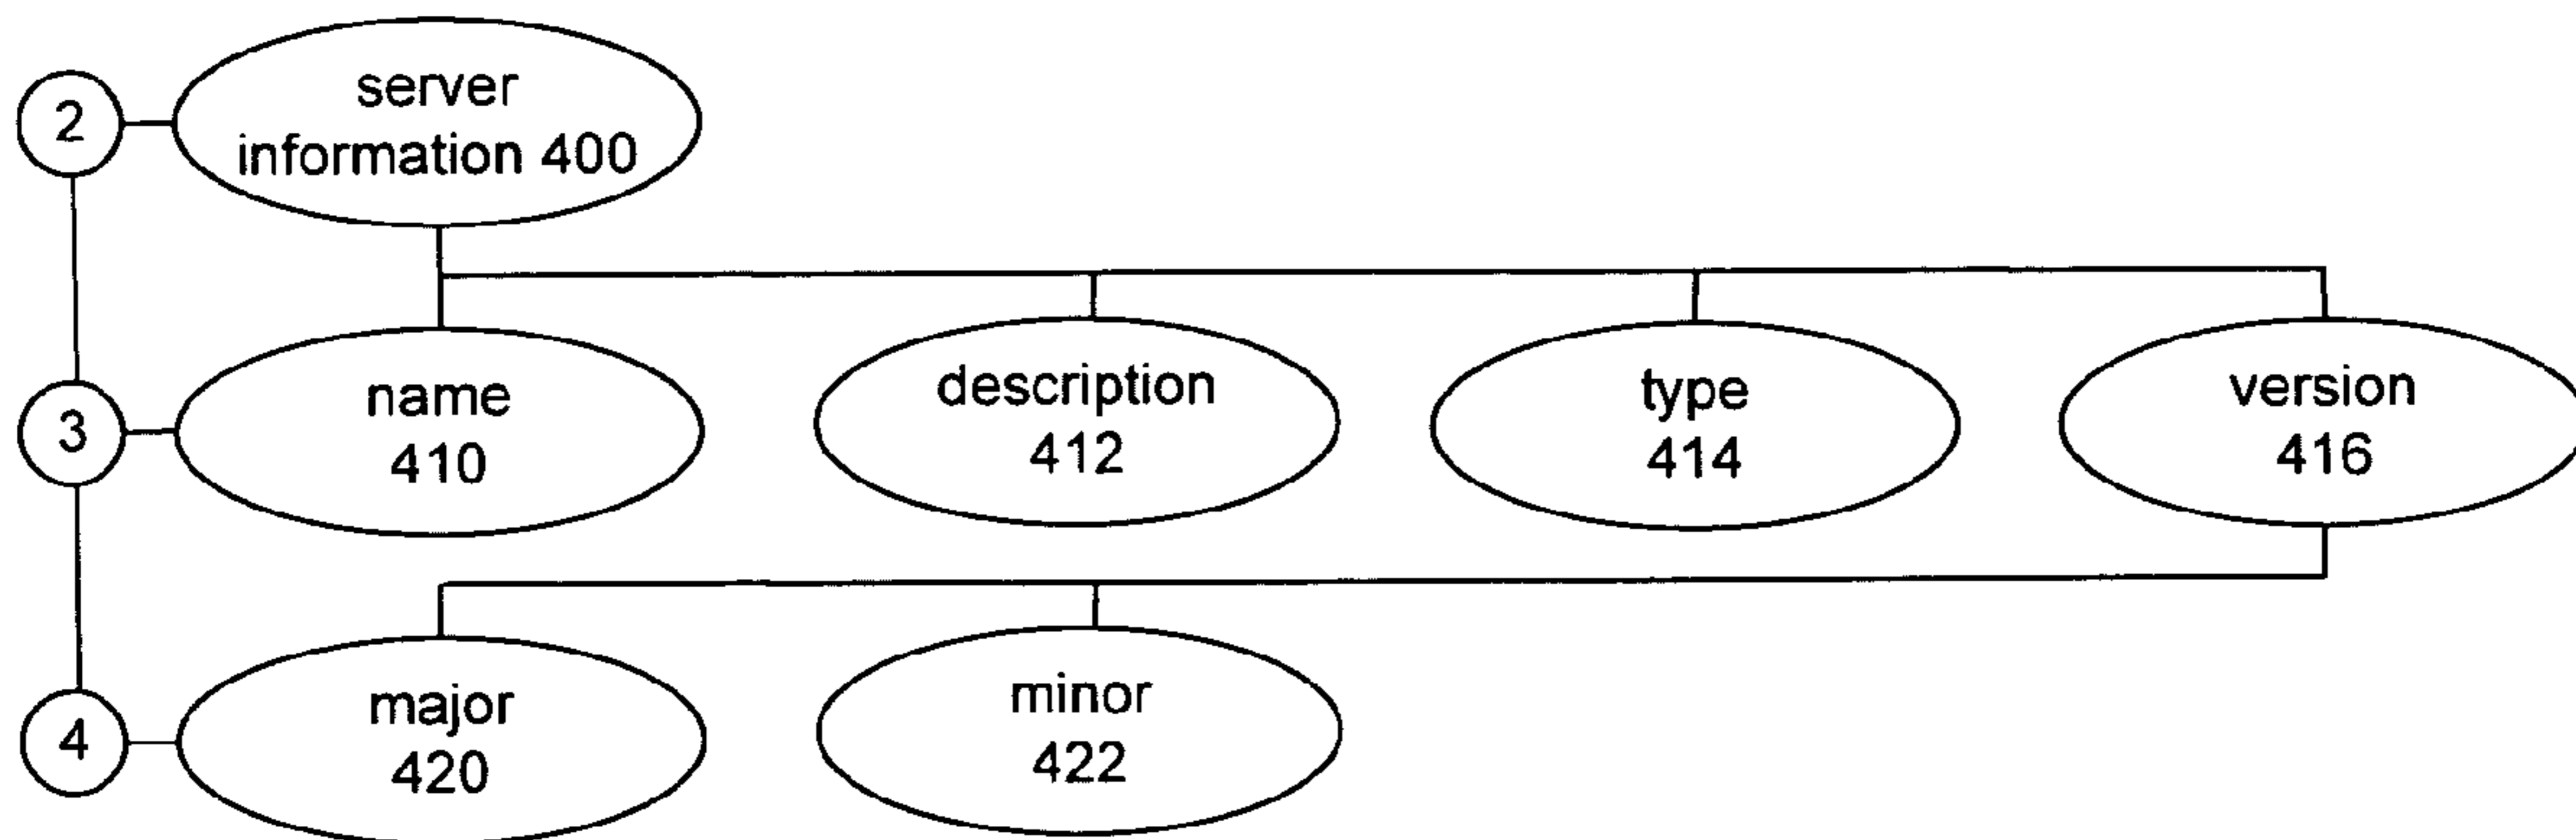 2
server
information 400
3
name
410
description
412
type
414
version
416
4
major
420
minor
422